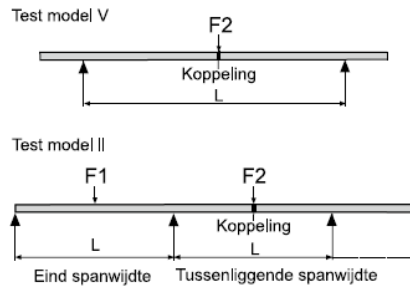 Test model V
F2
Koppeling
L
Test model II
F1 F2
Koppeling
L L
Eind spanwijdte Tussenliggende spanwijdte